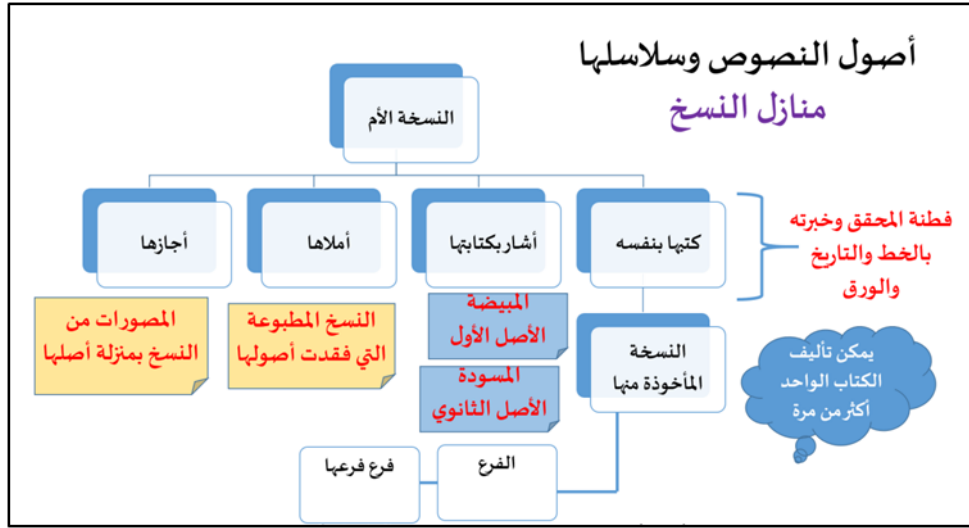 أصول النصوص وسلاسلها
منازل النسخ
النسخة الأم
كتبها بنفسه
أشار بكتابتها
أملاها
أجازها
فطنة المحقق وخبرته
بالخط والتاريخ
والورق
المبيضة
الأصل الأول
المسودة
الأصل الثانوي
النسخ المطبوعة
التي فقدت أصولها
المصورات من
النسخ بمنزلة أصلها
النسخة
المأخوذة منها
يمكن تأليف
الكتاب الواحد
أكثر من مرة
الفرع
فرع فرعها